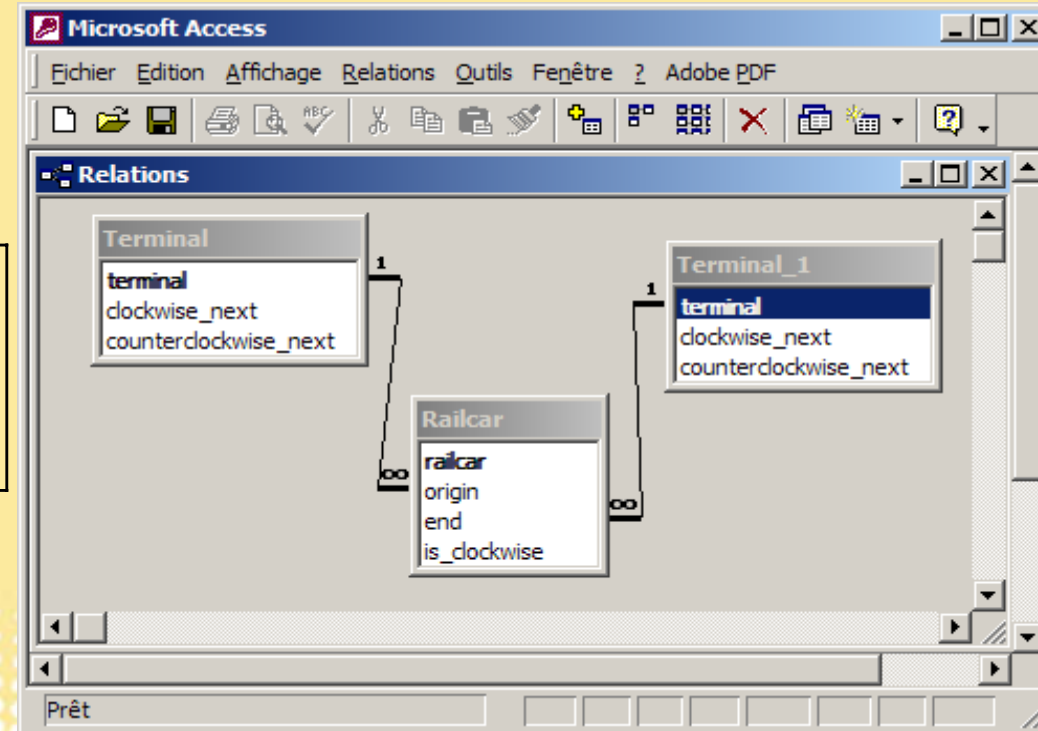 Microsoft Access
Fichier Edition Affichage Relations Outils Fenêtre ? Adobe PDF
ABC
Relations
Terminal
terminal
clockwise_next
counterclockwise_next
1
Terminal_1
terminal
clockwise_next
counterclockwise_next
1
Railcar
railcar
origin
end
is_clockwise
∞
∞
Prêt